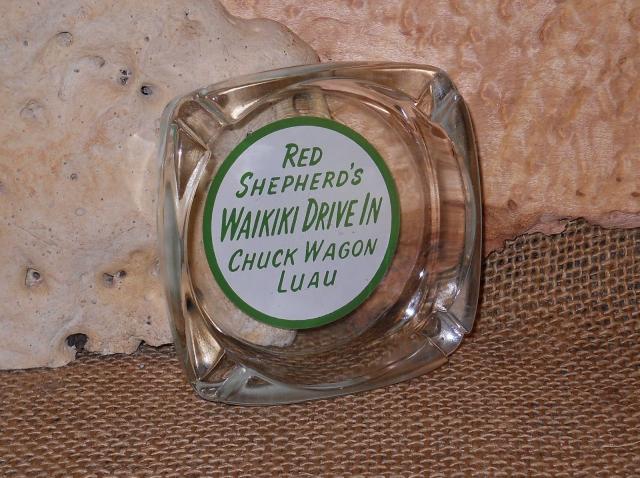 RED
SHEPHERD'S
WAIKIKI DRIVE IN
CHUCK WAGON
LUAU